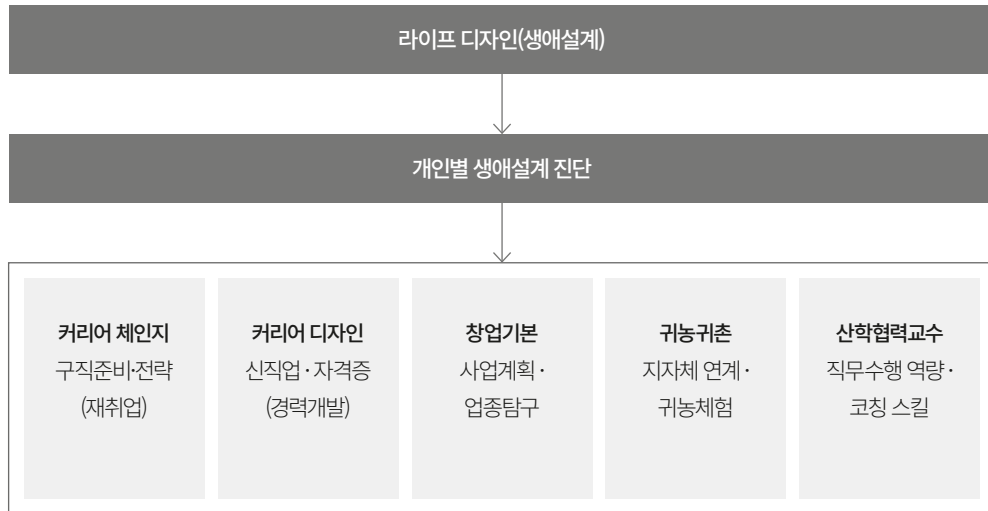 라이프 디자인(생애설계)
개인별 생애설계 진단
커리어 체인지
구직준비·전략
(재취업)
커리어 디자인
신직업·자격증
(경력개발)
창업기본
사업계획·
업종탐구
귀농귀촌
지자체 연계·
귀농체험
산학협력교수
직무수행 역량·
코칭 스킬